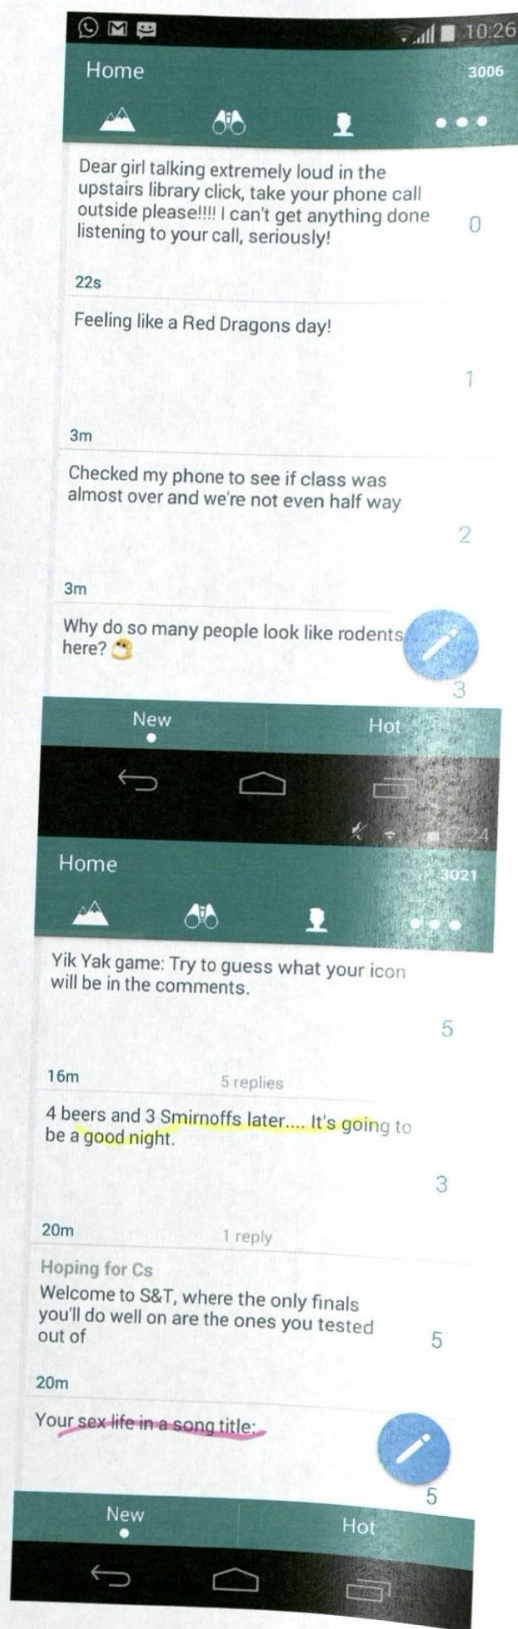 10:26
Home
3006
Dear girl talking extremely loud in the
upstairs library click, take your phone call
outside please!!!! I can't get anything done
listening to your call, seriously!
0
22s
Feeling like a Red Dragons day!
1
3m
Checked my phone to see if class was
almost over and we're not even half way
2
3m
Why do so many people look like rodents
here?
3
New
Hot
7:24
Home
3021
Yik Yak game: Try to guess what your icon
will be in the comments.
5
16m
5 replies
4 beers and 3 Smirnoffs later.... It's going to
be a good night.
3
20m
1 reply
Hoping for Cs
Welcome to S&T, where the only finals
you'll do well on are the ones you tested
out of
5
20m
Your sex life in a song title:
5
New
Hot